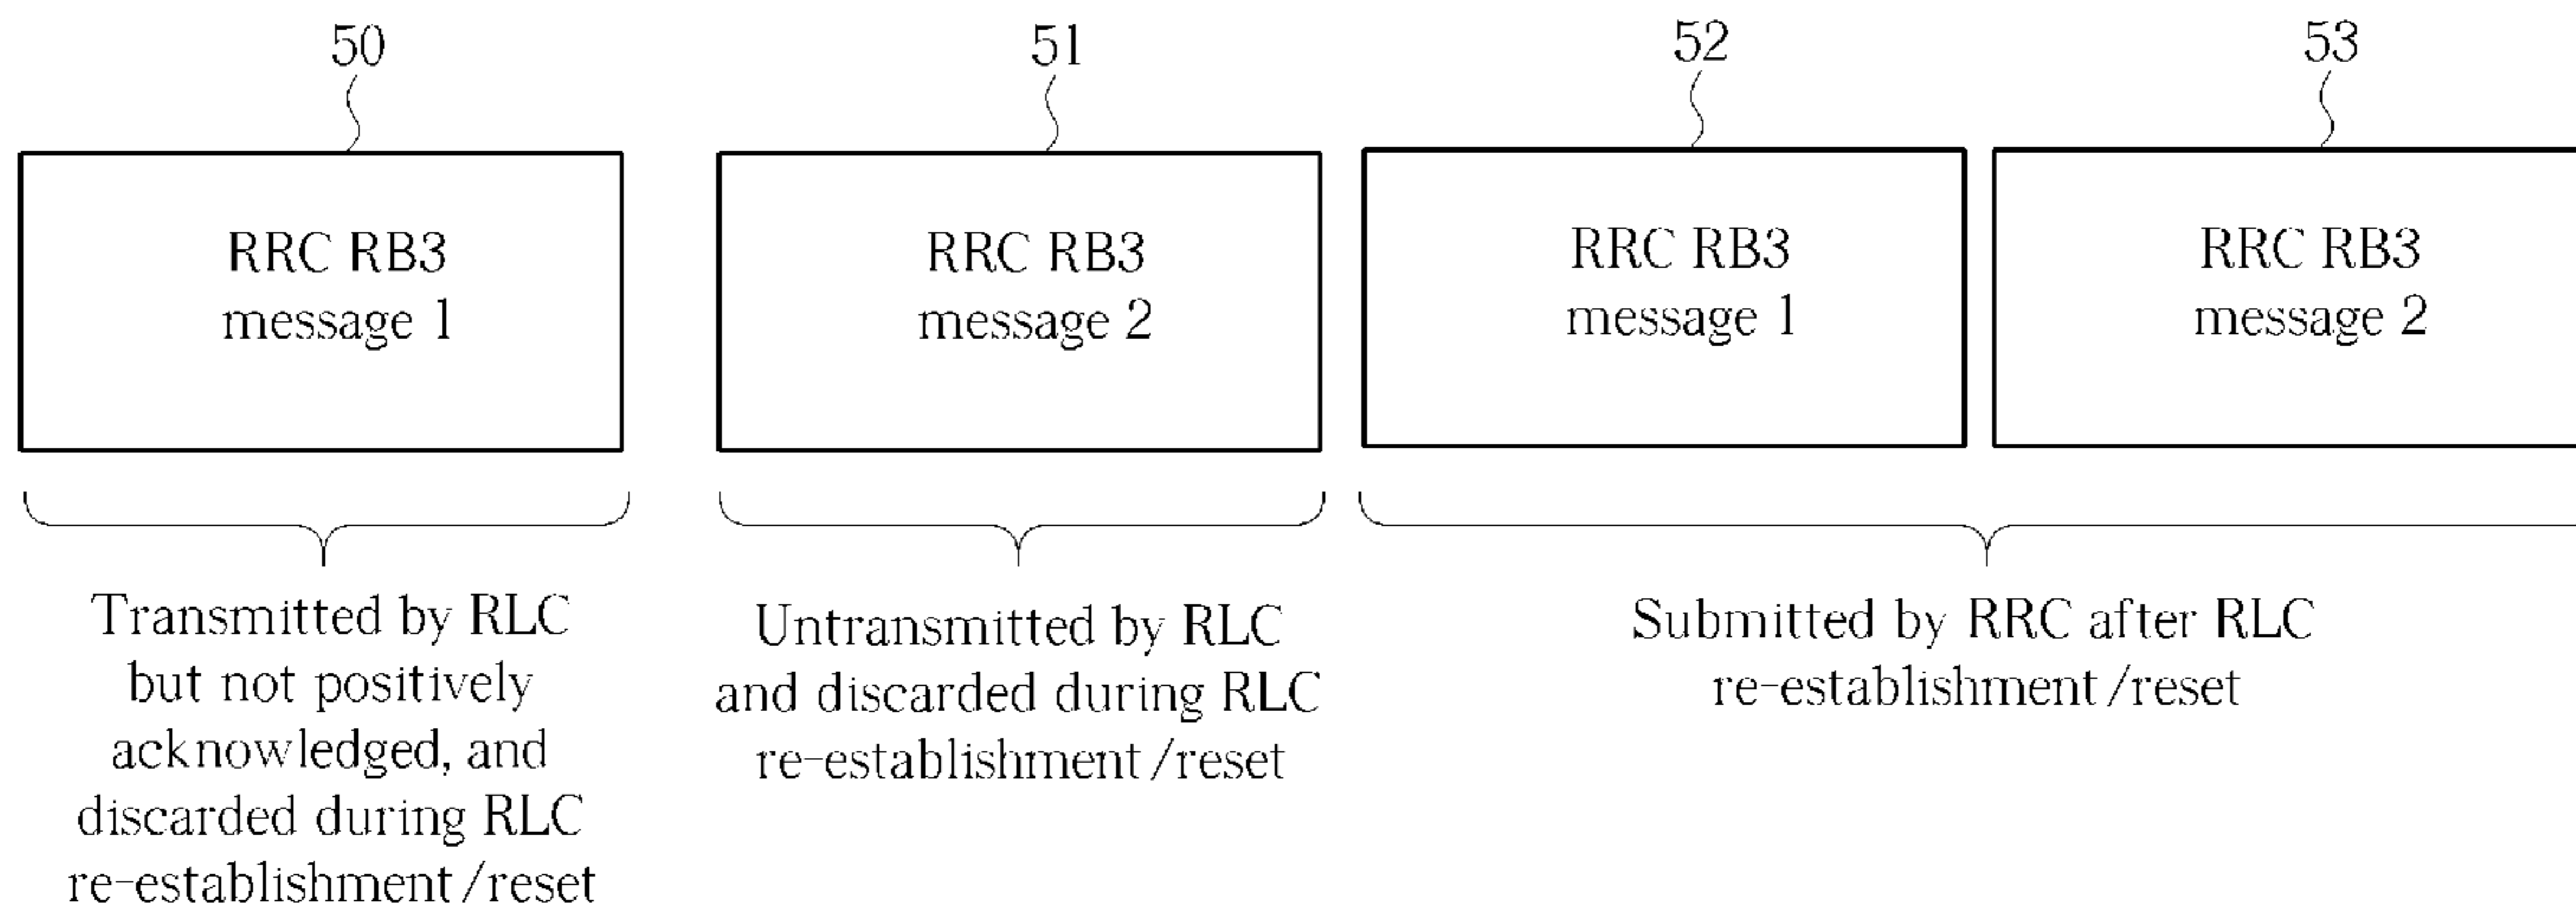 50
51
52
53
RRC RB3
message 1
RRC RB3
message 2
RRC RB3
message 1
RRC RB3
message 2
Transmitted by RLC
but not positively
acknowledged, and
discarded during RLC
re-establishment/reset
Untransmitted by RLC
and discarded during RLC
re-establishment/reset
Submitted by RRC after RLC
re-establishment/reset